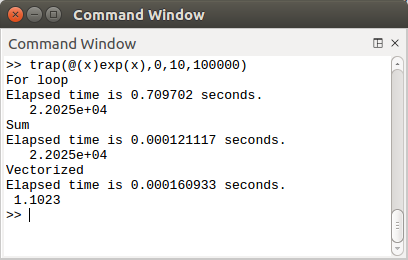 Command Window
Command Window
>> trap(@(x)exp(x),0,10,100000)
For loop
Elapsed time is 0.709702 seconds.
2.2025e+04
Sum
Elapsed time is 0.000121117 seconds.
2.2025e+04
Vectorized
Elapsed time is 0.000160933 seconds.
1.1023
>>